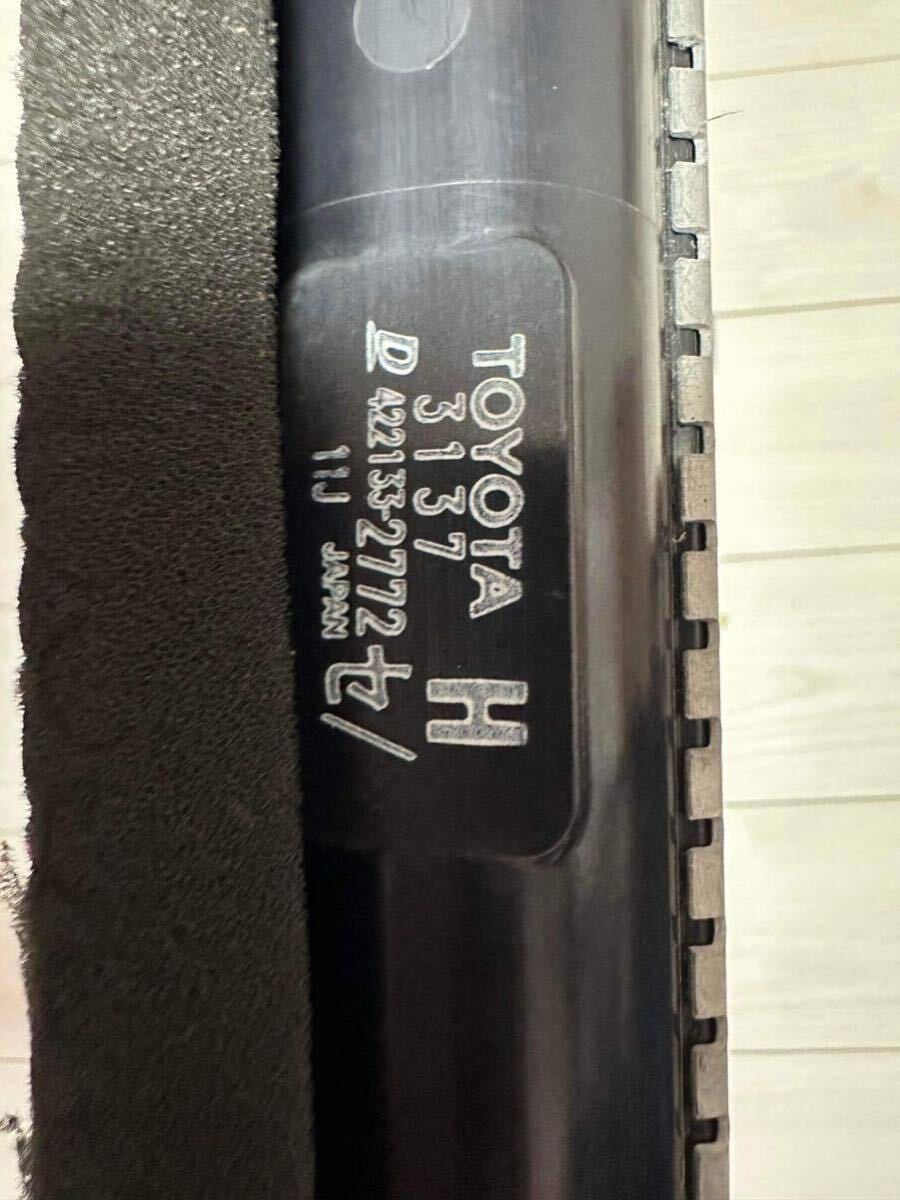 TOYOTA H
3137
D 422133-2772 セ/
11J JAPAN